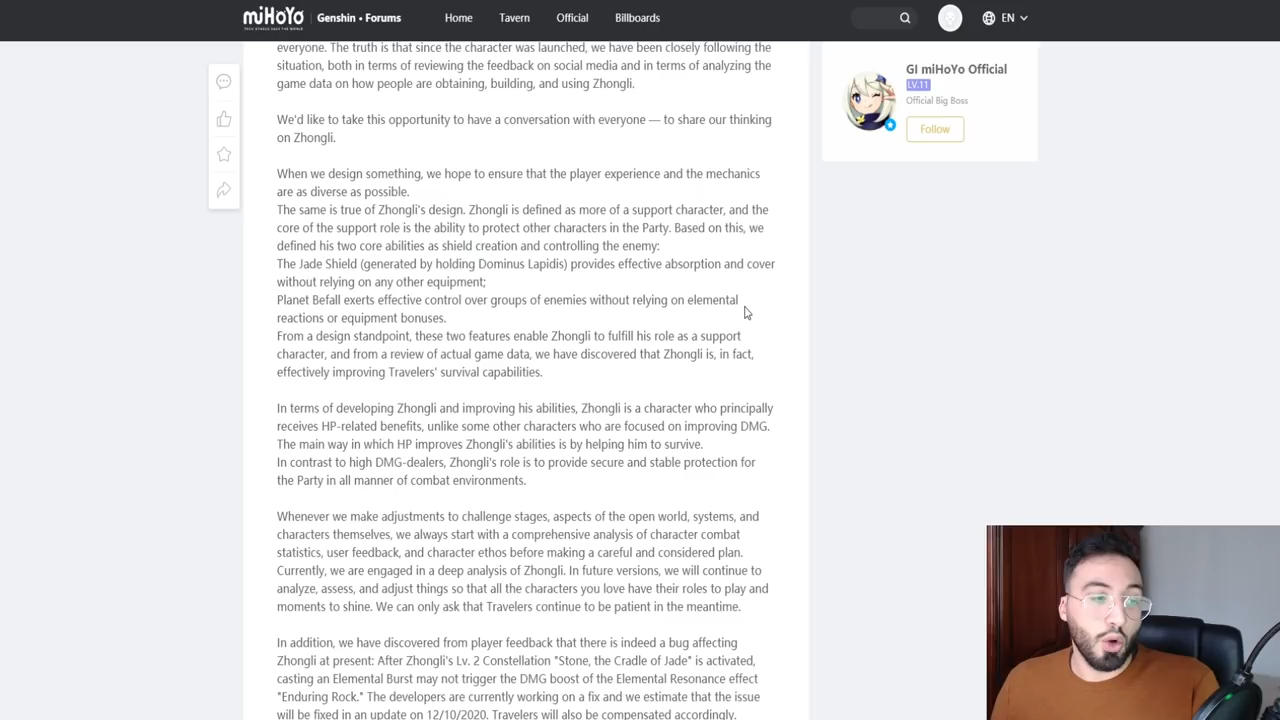 miHoYo
TECH OTAKUS SAVE THE WORLD
Genshin • Forums
Home
Tavern
Official
Billboards
EN
everyone. The truth is that since the character was launched, we have been closely following the
situation, both in terms of reviewing the feedback on social media and in terms of analyzing the
game data on how people are obtaining, building, and using Zhongli.
We'd like to take this opportunity to have a conversation with everyone — to share our thinking
on Zhongli.
When we design something, we hope to ensure that the player experience and the mechanics
are as diverse as possible.
The same is true of Zhongli's design. Zhongli is defined as more of a support character, and the
core of the support role is the ability to protect other characters in the Party. Based on this, we
defined his two core abilities as shield creation and controlling the enemy:
The Jade Shield (generated by holding Dominus Lapidis) provides effective absorption and cover
without relying on any other equipment;
Planet Befall exerts effective control over groups of enemies without relying on elemental
reactions or equipment bonuses.
From a design standpoint, these two features enable Zhongli to fulfill his role as a support
character, and from a review of actual game data, we have discovered that Zhongli is, in fact,
effectively improving Travelers' survival capabilities.
In terms of developing Zhongli and improving his abilities, Zhongli is a character who principally
receives HP-related benefits, unlike some other characters who are focused on improving DMG.
The main way in which HP improves Zhongli's abilities is by helping him to survive.
In contrast to high DMG-dealers, Zhongli's role is to provide secure and stable protection for
the Party in all manner of combat environments.
Whenever we make adjustments to challenge stages, aspects of the open world, systems, and
characters themselves, we always start with a comprehensive analysis of character combat
statistics, user feedback, and character ethos before making a careful and considered plan.
Currently, we are engaged in a deep analysis of Zhongli. In future versions, we will continue to
analyze, assess, and adjust things so that all the characters you love have their roles to play and
moments to shine. We can only ask that Travelers continue to be patient in the meantime.
In addition, we have discovered from player feedback that there is indeed a bug affecting
Zhongli at present: After Zhongli's Lv. 2 Constellation "Stone, the Cradle of Jade" is activated,
casting an Elemental Burst may not trigger the DMG boost of the Elemental Resonance effect
"Enduring Rock." The developers are currently working on a fix and we estimate that the issue
will be fixed in an update on 12/10/2020. Travelers will also be compensated accordingly.
GI miHoYo Official
LV.11
Official Big Boss
Follow